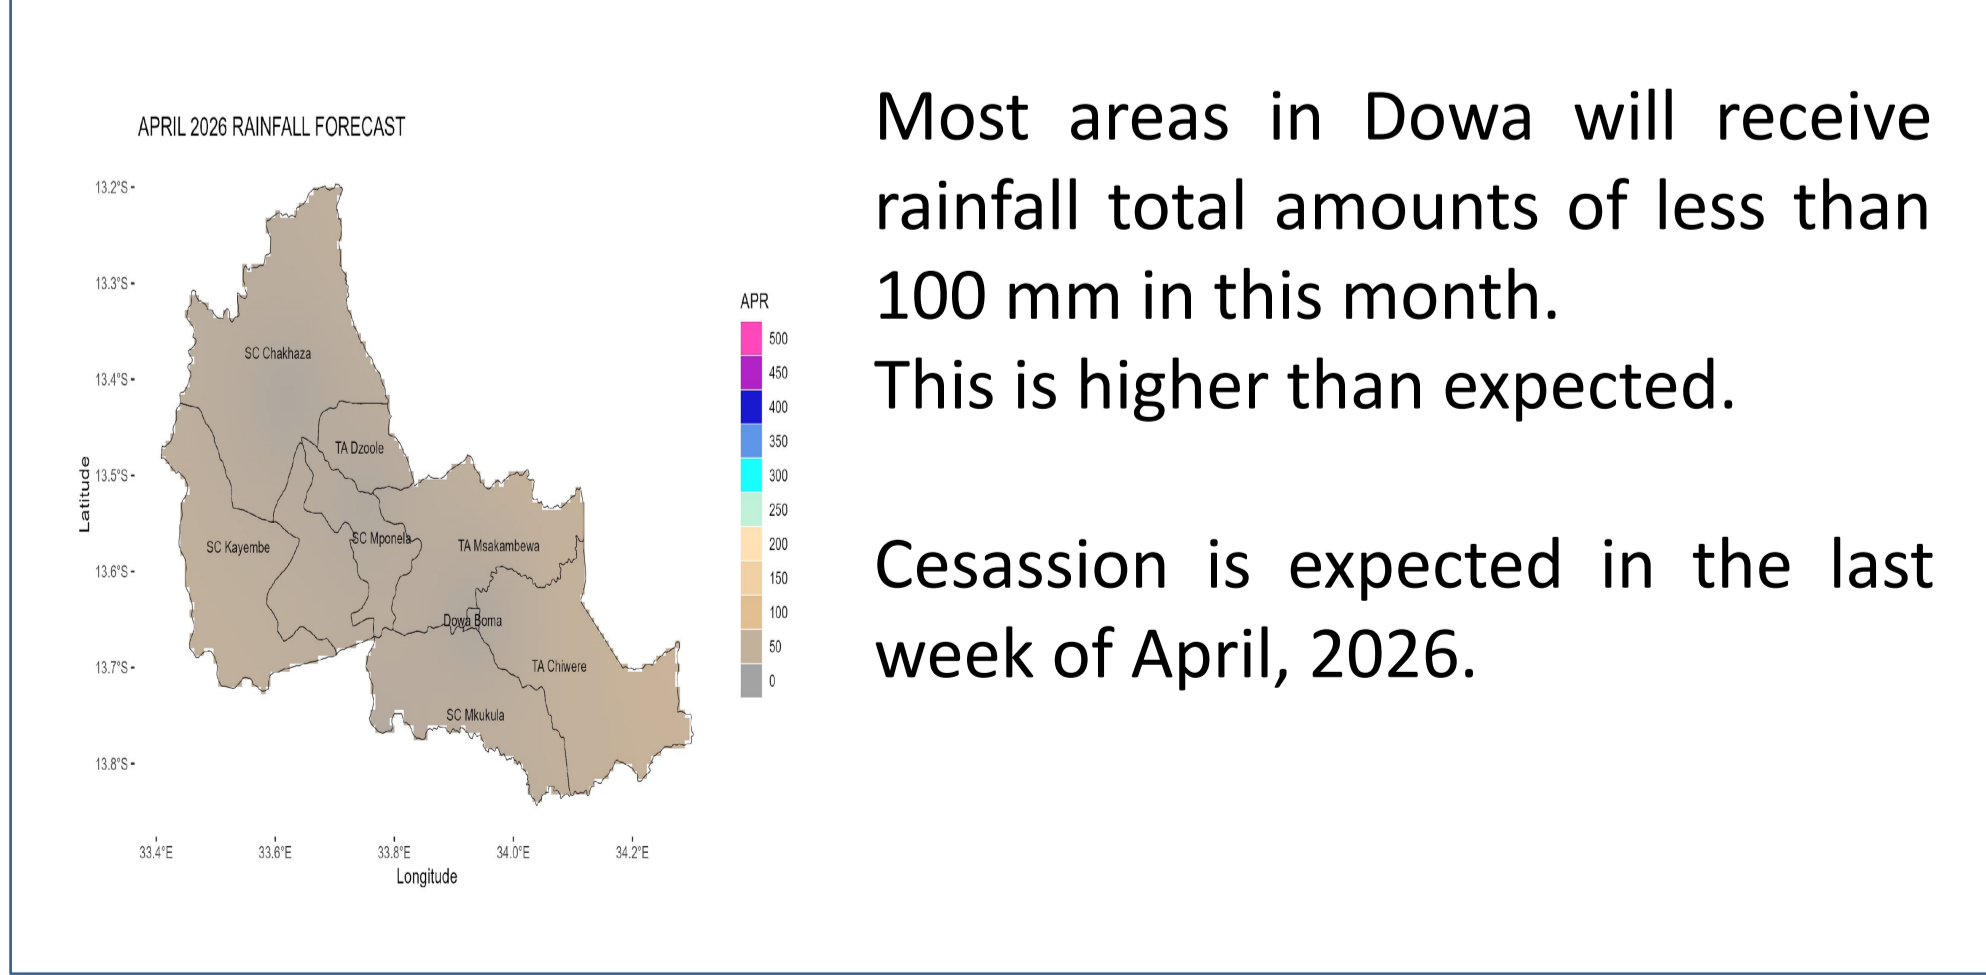 APRIL 2026 RAINFALL FORECAST
13.2°S
13.3°S
13.4°S
13.5°S
13.6°S
13.7°S
13.8°S
Latitude
SC Chakhaza
TA Dzoole
SC Kayembe
SC Mponela
TA Msakambewa
Dowa Boma
TA Chiwere
SC Mkukula
33.4°E
33.6°E
33.8°E
34.0°E
34.2°E
Longitude
APR
500
450
400
350
300
250
200
150
100
50
0
Most areas in Dowa will receive
rainfall total amounts of less than
100 mm in this month.
This is higher than expected.
Cesassion is expected in the last
week of April, 2026.